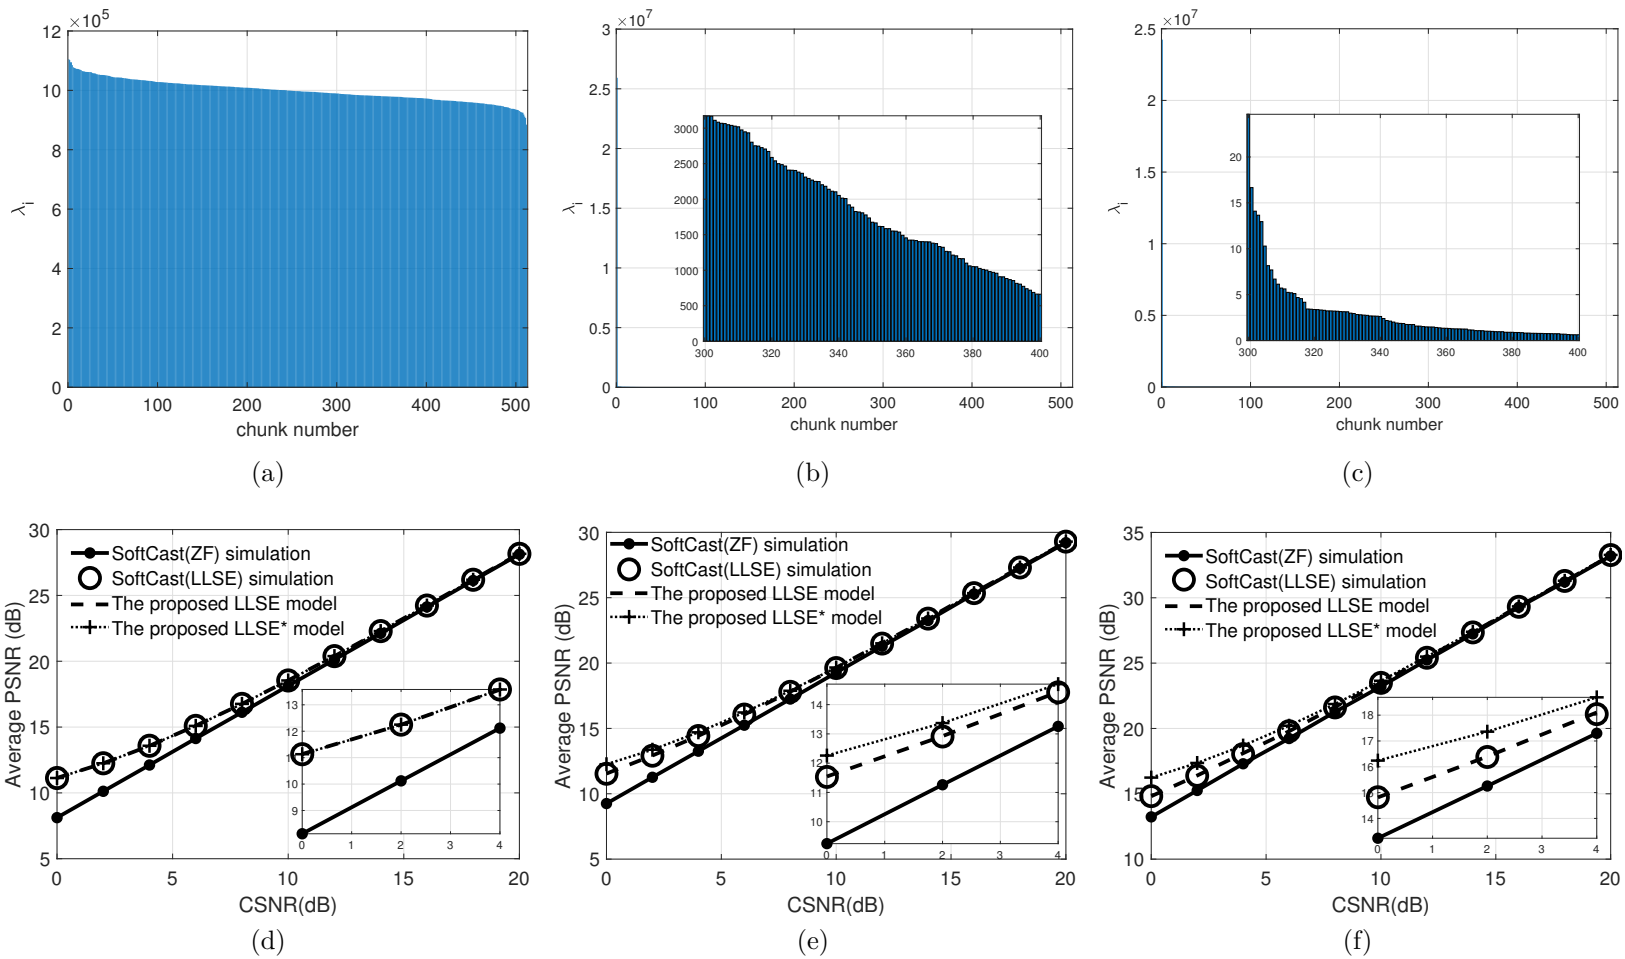 ×10^5
12
10
8
6
4
2
0
λ_i
0 100 200 300 400 500
chunk number
(a)
×10^7
3
2.5
2
1.5
1
0.5
0
λ_i
3000
2500
2000
1500
1000
500
0
300 320 340 360 380 400
0 100 200 300 400 500
chunk number
(b)
×10^7
2.5
2
1.5
1
0.5
0
λ_i
20
15
10
5
0
300 320 340 360 380 400
0 100 200 300 400 500
chunk number
(c)
30
25
20
15
10
5
Average PSNR (dB)
SoftCast(ZF) simulation
SoftCast(LLSE) simulation
The proposed LLSE model
The proposed LLSE* model
13
12
11
10
9
0 1 2 3 4
0 5 10 15 20
CSNR(dB)
(d)
30
25
20
15
10
5
Average PSNR (dB)
SoftCast(ZF) simulation
SoftCast(LLSE) simulation
The proposed LLSE model
The proposed LLSE* model
14
13
12
11
10
0 1 2 3 4
0 5 10 15 20
CSNR(dB)
(e)
35
30
25
20
15
10
Average PSNR (dB)
SoftCast(ZF) simulation
SoftCast(LLSE) simulation
The proposed LLSE model
The proposed LLSE* model
18
17
16
15
14
0 1 2 3 4
0 5 10 15 20
CSNR(dB)
(f)